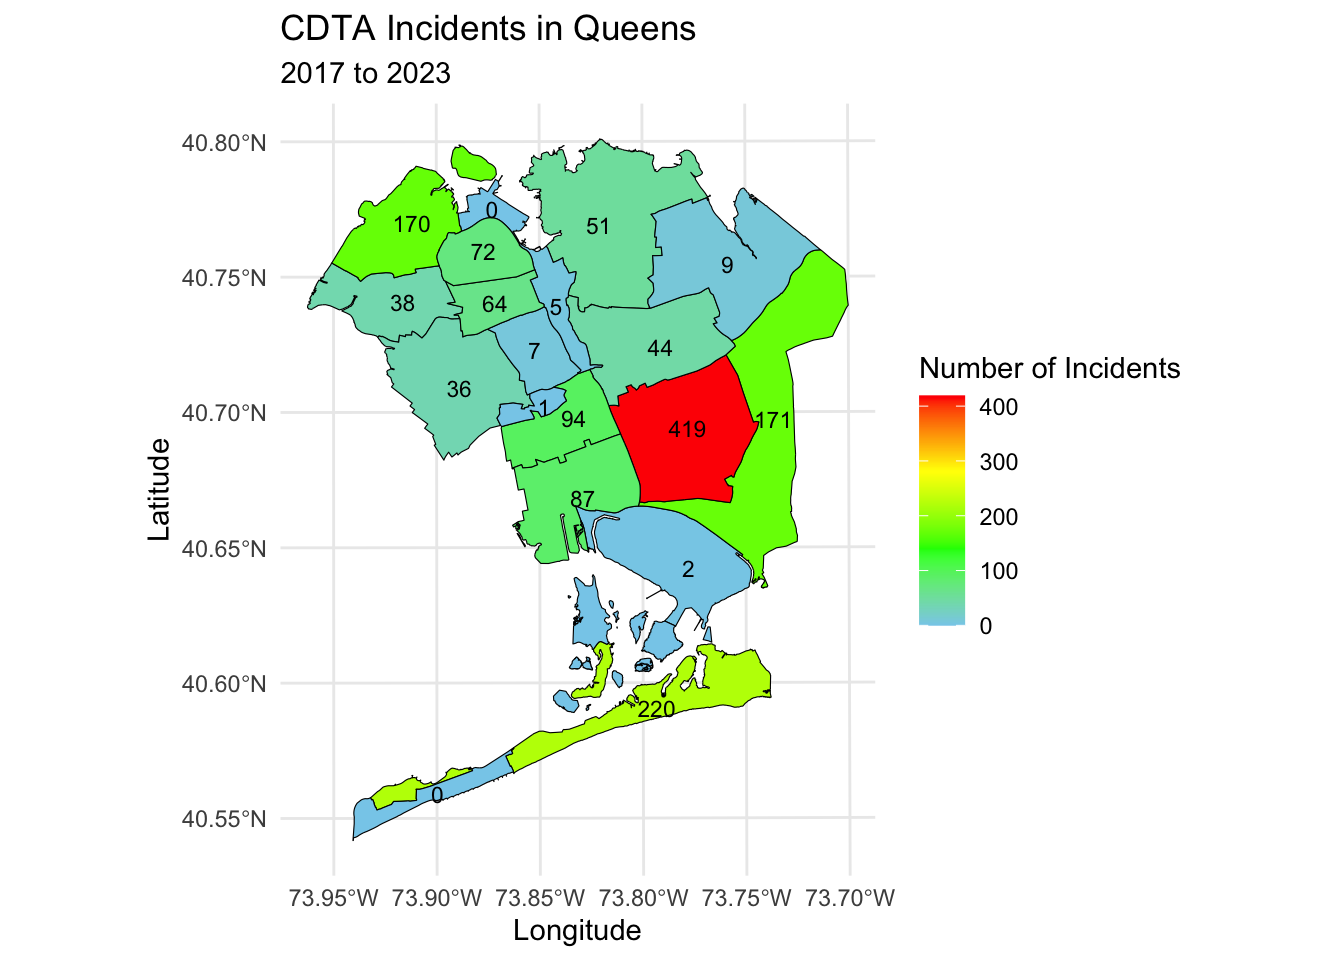 CDTA Incidents in Queens
2017 to 2023
40.80°N
40.75°N
40.70°N
40.65°N
40.60°N
40.55°N
Latitude
170
0
51
72
9
38
64
5
7
44
36
1
94
419
171
87
2
220
0
73.95°W 73.90°W 73.85°W 73.80°W 73.75°W 73.70°W
Longitude
Number of Incidents
400
300
200
100
0